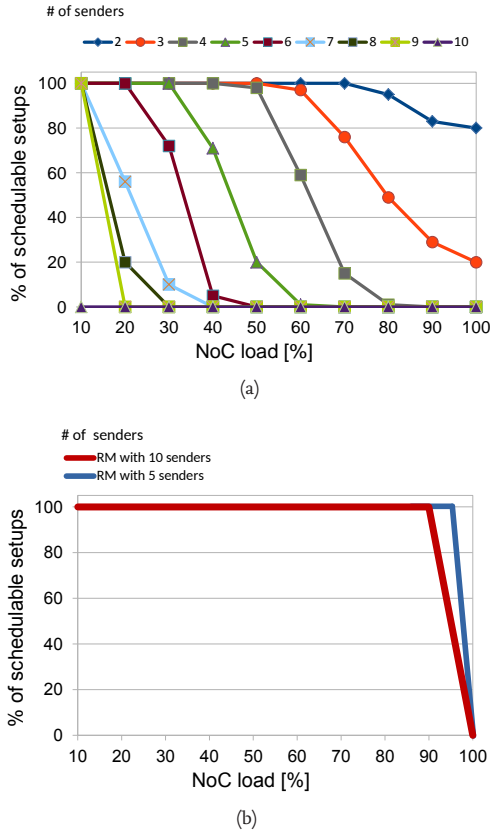 # of senders
2 3 4 5 6 7 8 9 10
% of schedulable setups
100
80
60
40
20
0
10 20 30 40 50 60 70 80 90 100
NoC load [%]
(a)
# of senders
RM with 10 senders
RM with 5 senders
% of schedulable setups
100
80
60
40
20
0
10 20 30 40 50 60 70 80 90 100
NoC load [%]
(b)